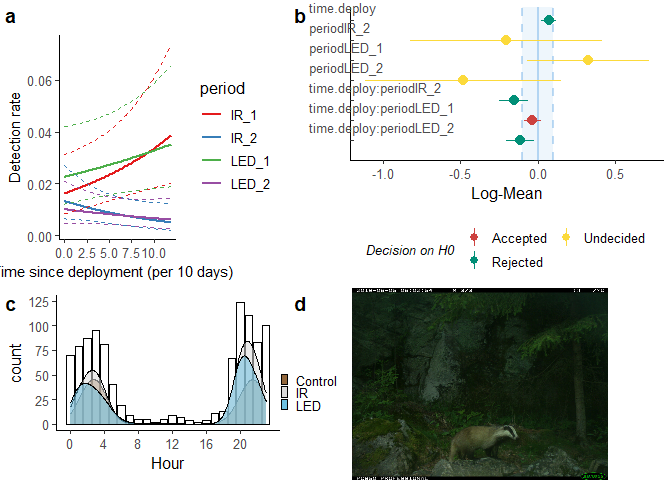 a
Detection rate
0.06
0.04
0.02
0.00
0.0 2.5 5.0 7.5 10.0
ime since deployment (per 10 days)
period
IR_1
IR_2
LED_1
LED_2
b
time.deploy
periodIR_2
periodLED_1
periodLED_2
time.deploy:periodIR_2
time.deploy:periodLED_1
time.deploy:periodLED_2
-1.0 -0.5 0.0 0.5
Log-Mean
Decision on H0
Accepted
Undecided
Rejected
c
count
125
100
75
50
25
0
0 4 8 12 16 20
Hour
Control
IR
LED
d
M 3/3
PROFESSIONAL